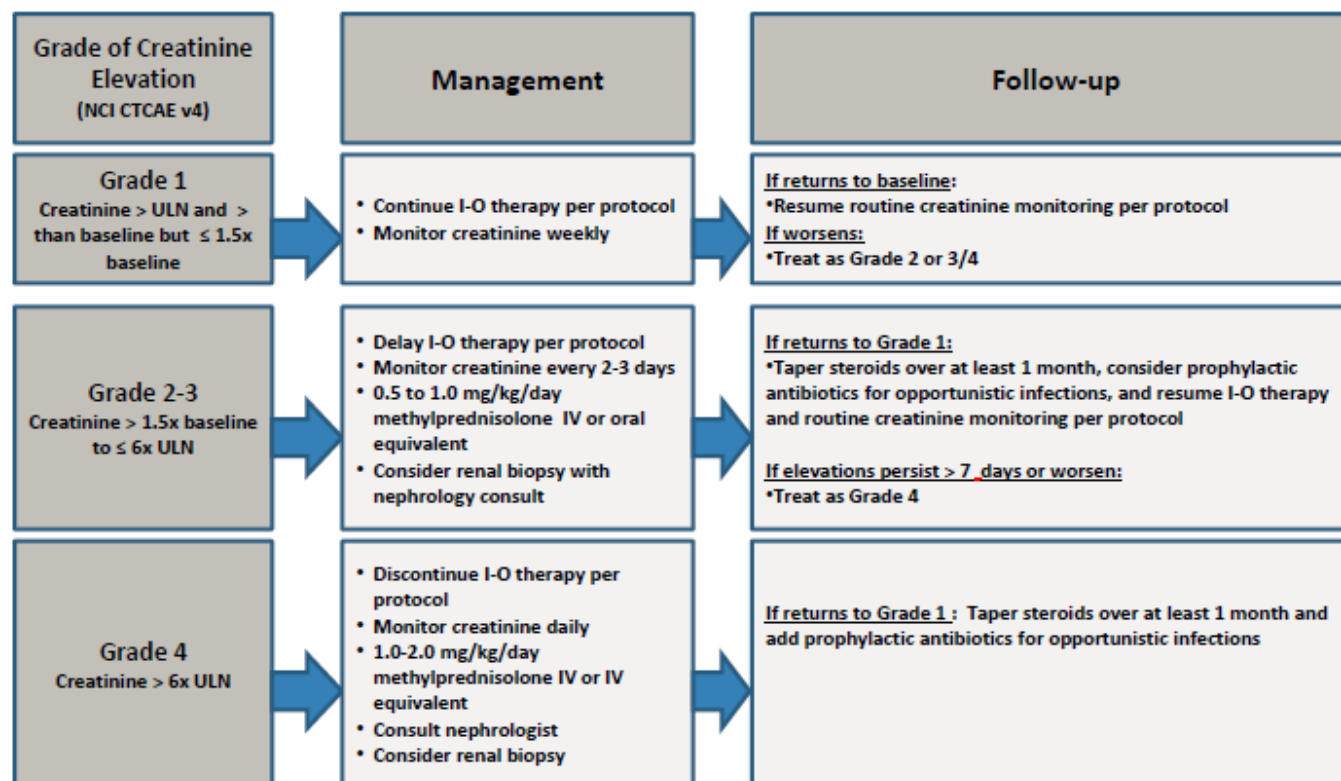 Grade of Creatinine
Elevation
(NCI CTCAE v4)
Management
Follow-up
Grade 1
Creatinine > ULN and >
than baseline but ≤ 1.5x
baseline
• Continue I-O therapy per protocol
• Monitor creatinine weekly
If returns to baseline:
•Resume routine creatinine monitoring per protocol
If worsens:
•Treat as Grade 2 or 3/4
Grade 2-3
Creatinine > 1.5x baseline
to ≤ 6x ULN
• Delay I-O therapy per protocol
• Monitor creatinine every 2-3 days
• 0.5 to 1.0 mg/kg/day
methylprednisolone IV or oral
equivalent
• Consider renal biopsy with
nephrology consult
If returns to Grade 1:
•Taper steroids over at least 1 month, consider prophylactic
antibiotics for opportunistic infections, and resume I-O therapy
and routine creatinine monitoring per protocol
If elevations persist > 7 days or worsen:
•Treat as Grade 4
Grade 4
Creatinine > 6x ULN
• Discontinue I-O therapy per
protocol
• Monitor creatinine daily
• 1.0-2.0 mg/kg/day
methylprednisolone IV or IV
equivalent
• Consult nephrologist
• Consider renal biopsy
If returns to Grade 1 : Taper steroids over at least 1 month and
add prophylactic antibiotics for opportunistic infections